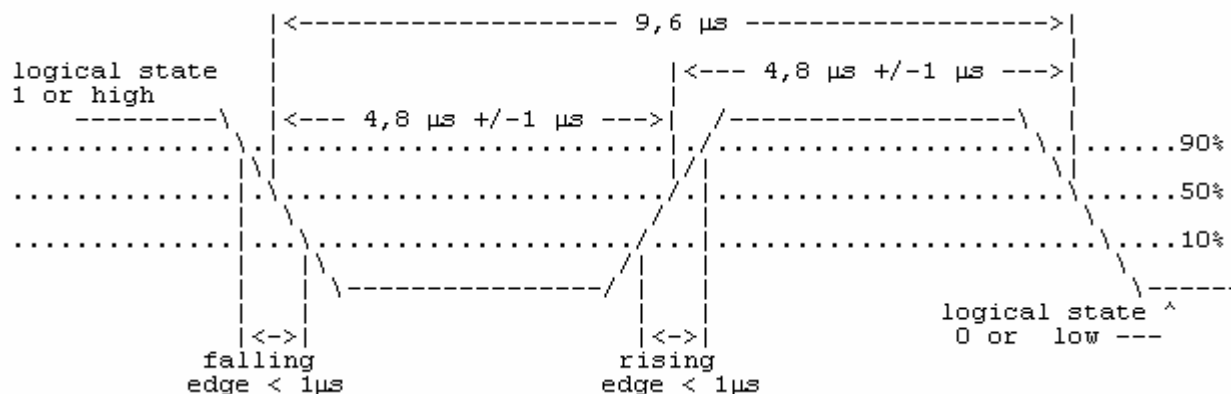 |<--------------------- 9,6 µs -------------------->|
logical state |<--- 4,8 µs +/-1 µs --->|
1 or high
---------\ |<--- 4,8 µs +/-1 µs --->| /------------------\
90%
50%
10%
\---------------- / \------
logical state ^
|<->| |<->| 0 or low ---
falling rising
edge < 1µs edge < 1µs